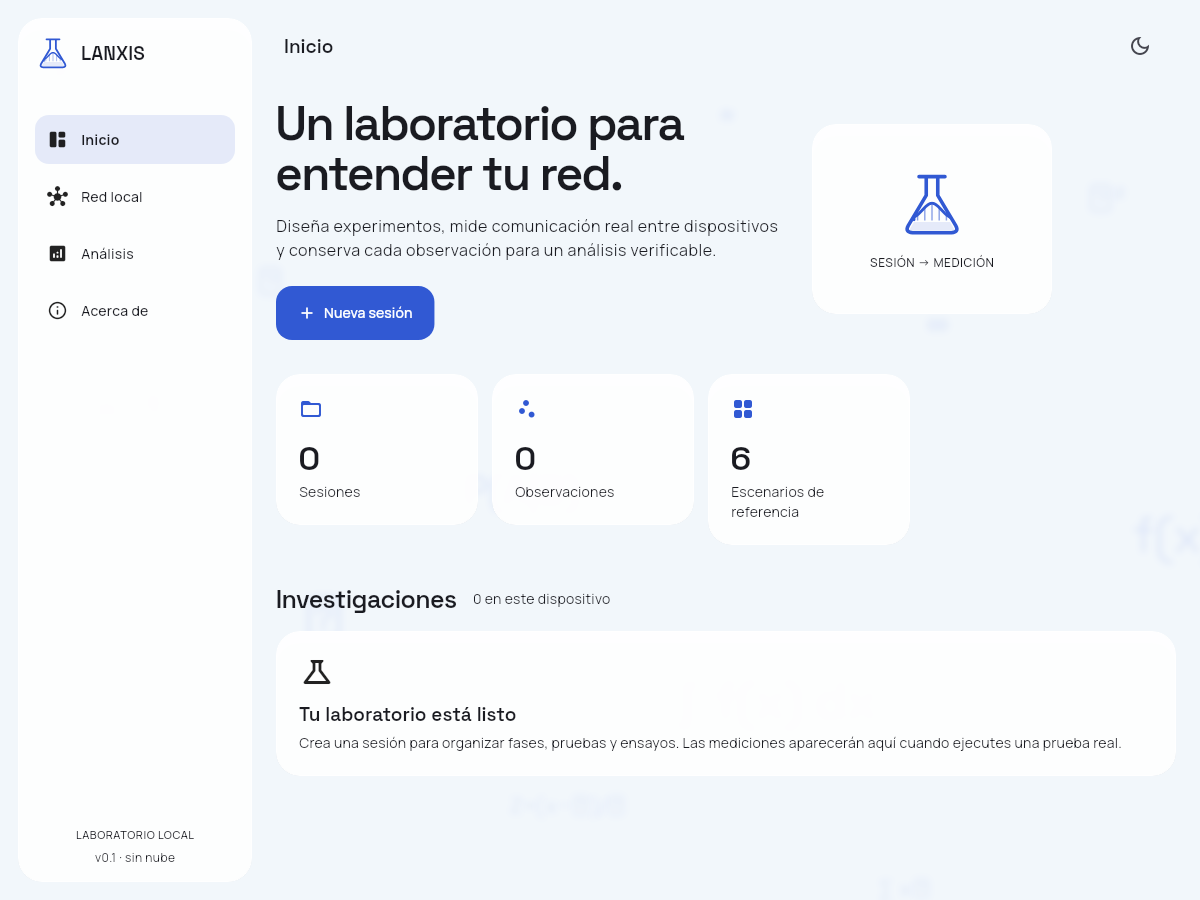 LANXIS
Inicio
Red local
Análisis
Acerca de
LABORATORIO LOCAL
v0.1 · sin nube
Inicio
Un laboratorio para
entender tu red.
Diseña experimentos, mide comunicación real entre dispositivos
y conserva cada observación para un análisis verificable.
Nueva sesión
SESIÓN → MEDICIÓN
0
Sesiones
0
Observaciones
6
Escenarios de
referencia
f(x
Investigaciones 0 en este dispositivo
Tu laboratorio está listo
Crea una sesión para organizar fases, pruebas y ensayos. Las mediciones aparecerán aquí cuando ejecutes una prueba real.
∫ f(x) dx